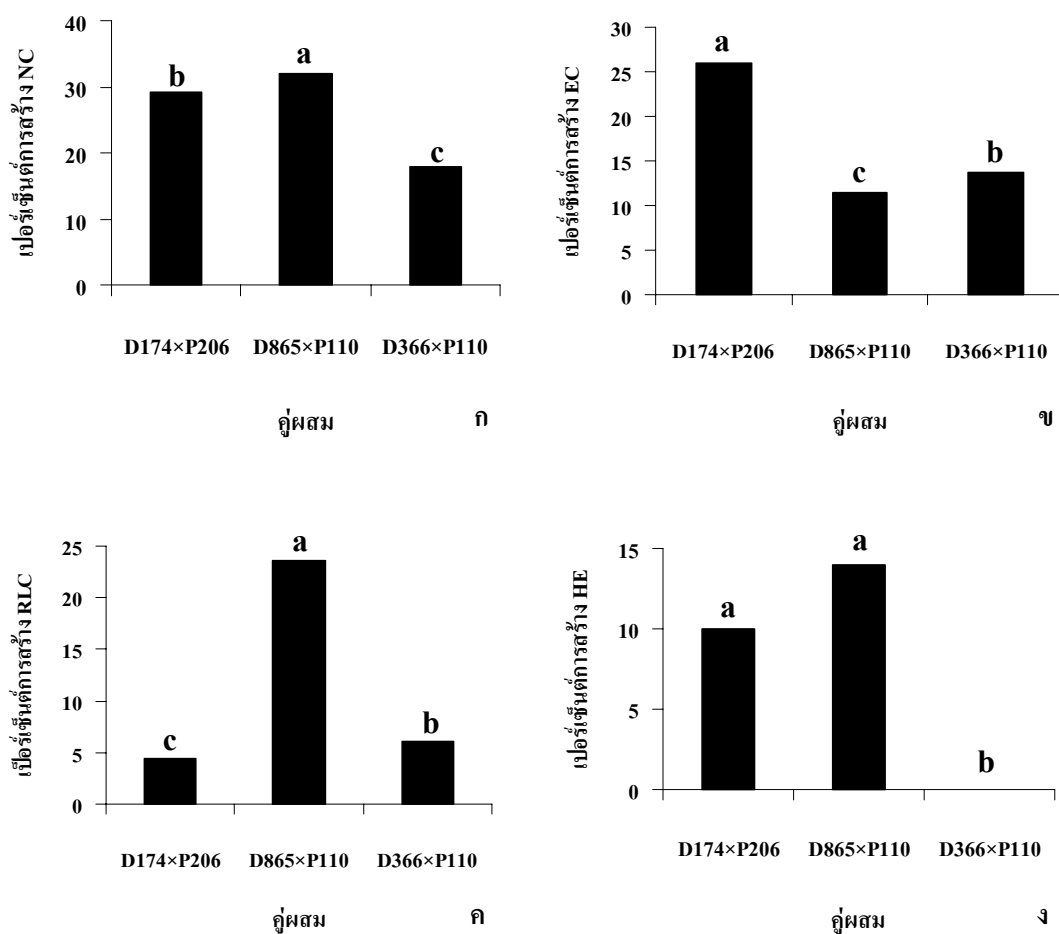 เปอร์เซ็นต์การสร้าง NC
40
30
20
10
0
b
a
c
D174×P206 D865×P110 D366×P110
คู่ผสม
ก
เปอร์เซ็นต์การสร้าง EC
30
25
20
15
10
5
0
a
c
b
D174×P206 D865×P110 D366×P110
คู่ผสม
ข
เปอร์เซ็นต์การสร้าง RLC
25
20
15
10
5
0
c
a
b
D174×P206 D865×P110 D366×P110
คู่ผสม
ค
เปอร์เซ็นต์การสร้าง HE
15
10
5
0
a
a
b
D174×P206 D865×P110 D366×P110
คู่ผสม
ง